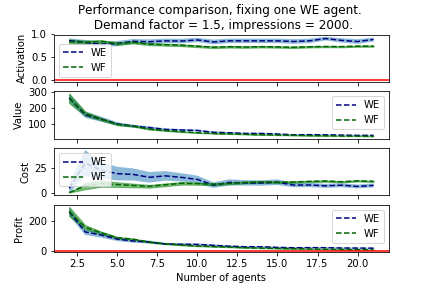 Performance comparison, fixing one WE agent.
Demand factor = 1.5, impressions = 2000.
Activation
1.0
0.5
0.0
WE
WF
Value
300
200
100
WE
WF
Cost
25
0
WE
WF
Profit
200
0
WE
WF
2.5 5.0 7.5 10.0 12.5 15.0 17.5 20.0
Number of agents